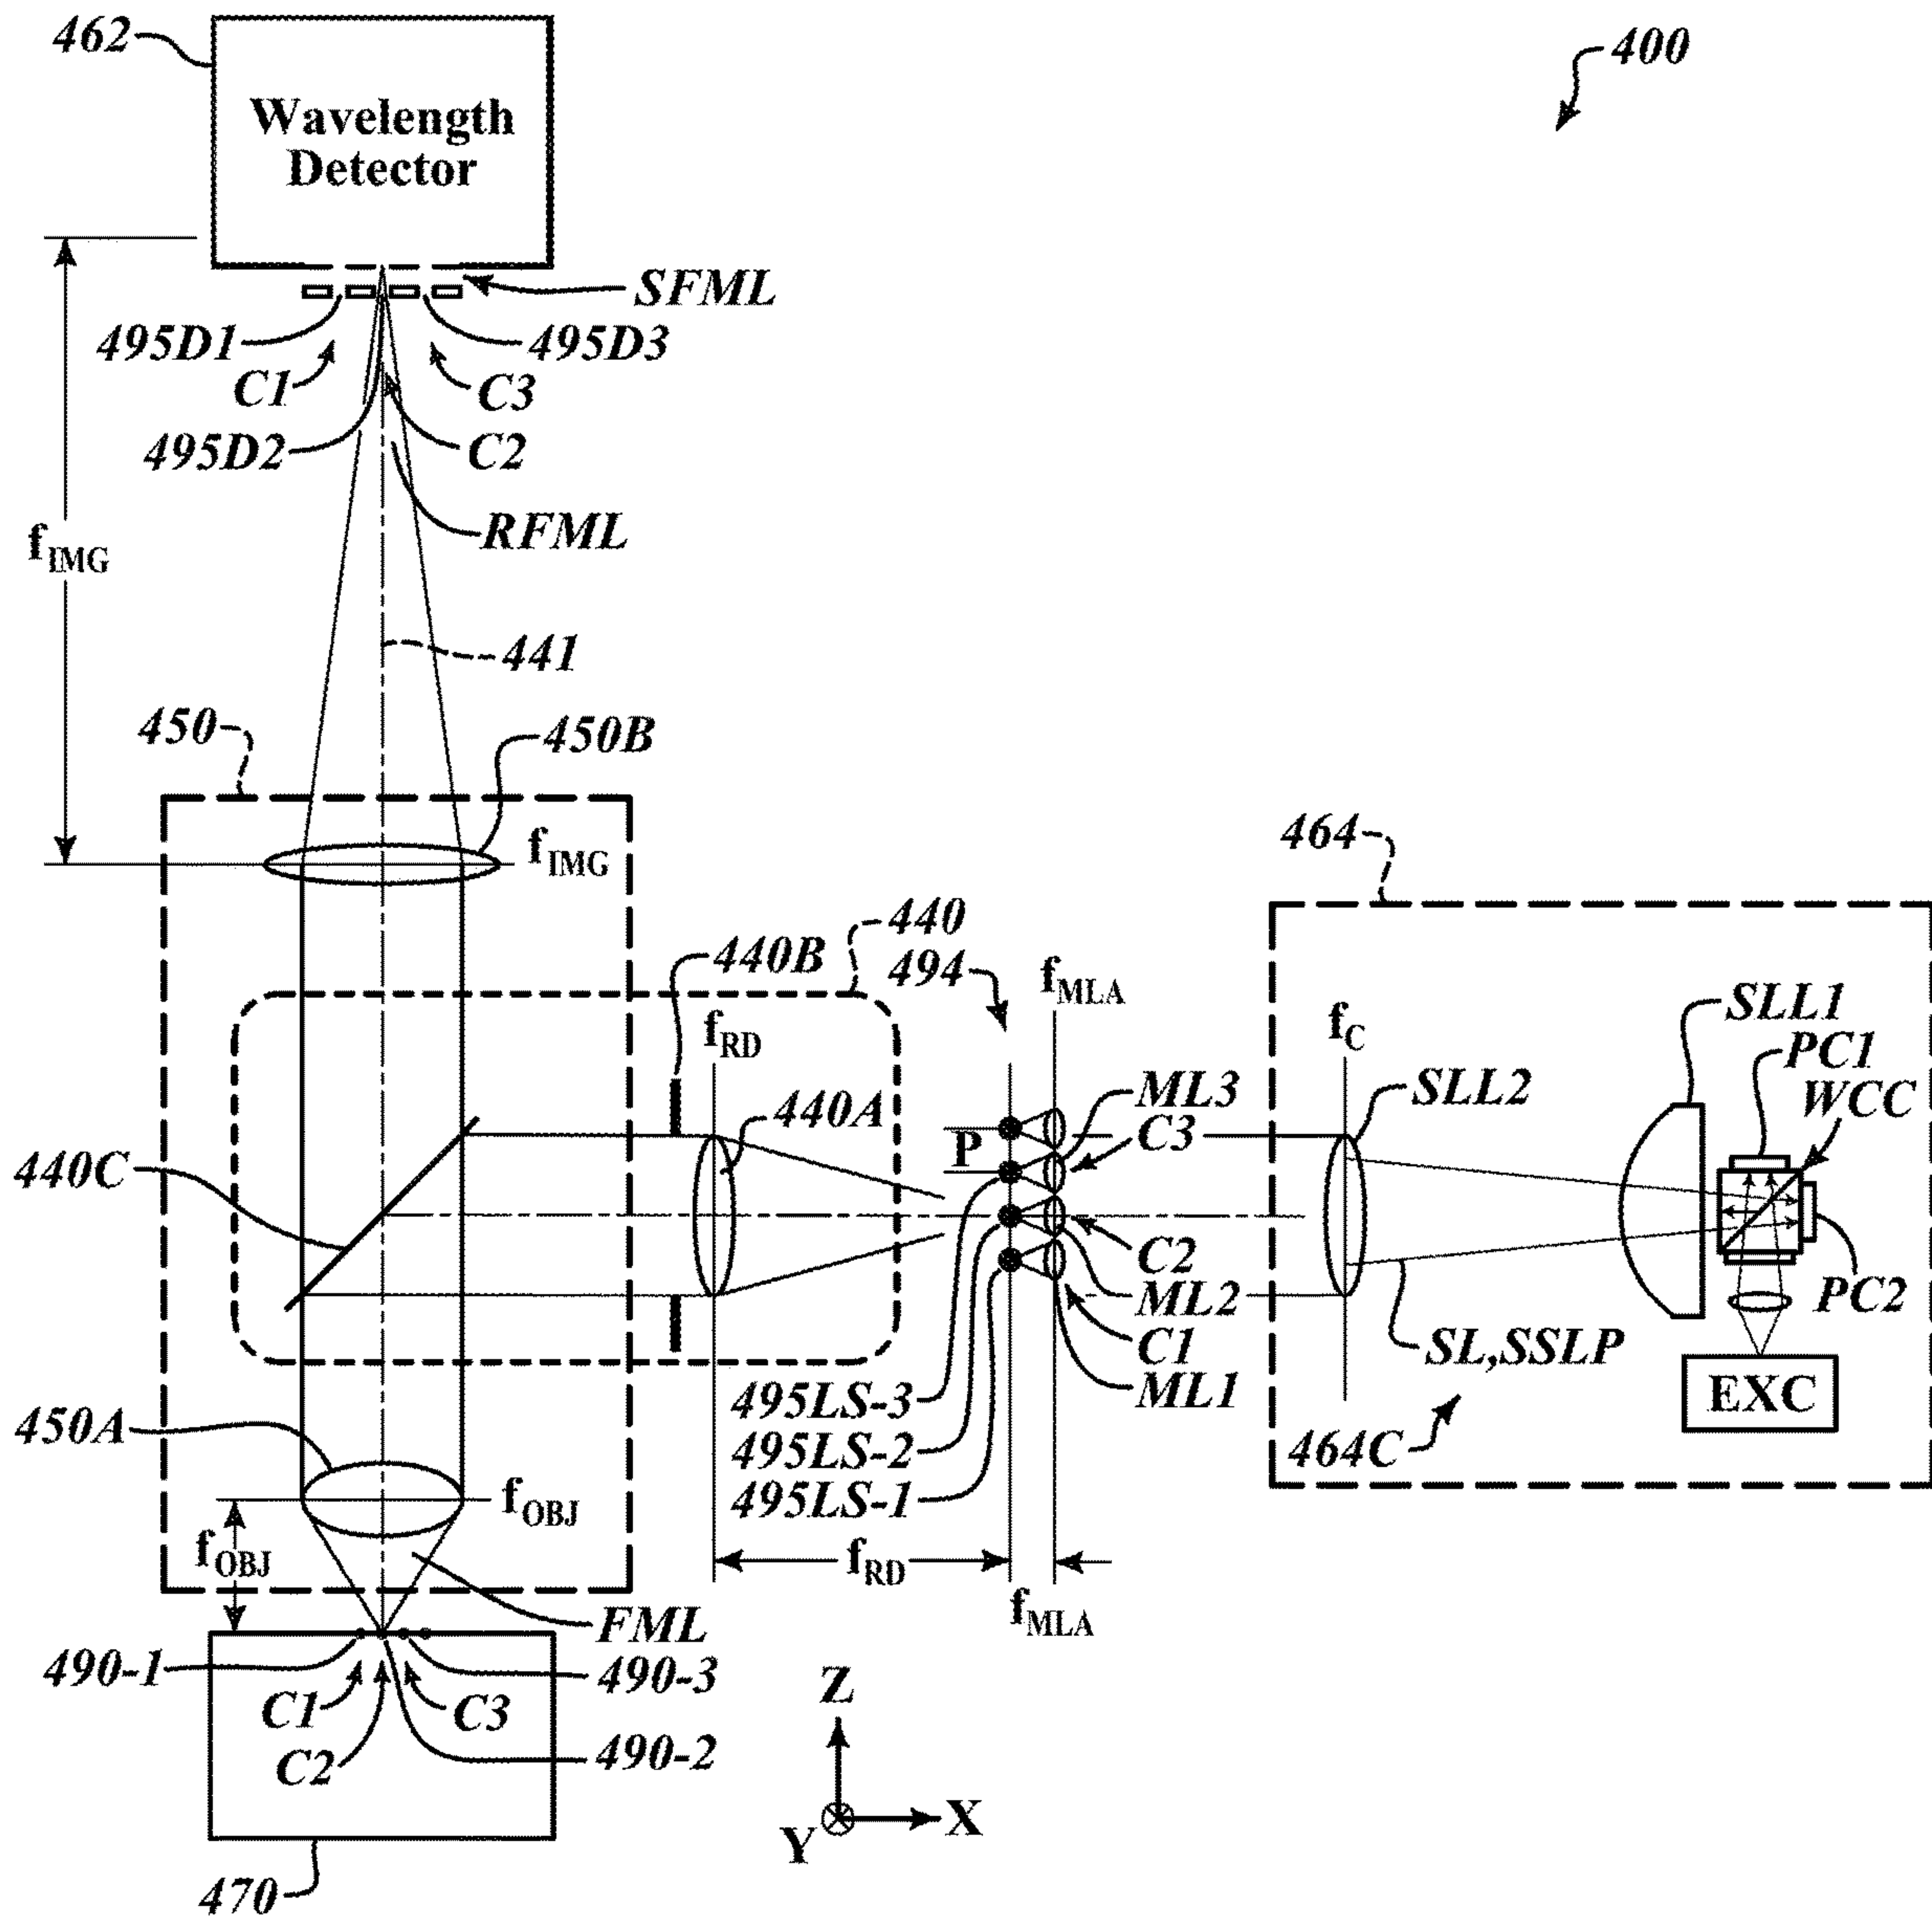 462
400
Wavelength
Detector
SFML
495D1
495D3
C1
C3
495D2
C2
RFML
fIMG
441
450
450B
fIMG
464
440
440B
494
fMLA
fRD
fC
SLL1
PC1
WCC
ML3
SLL2
440A
P
C3
440C
C2
ML2
PC2
C1
SL,SSLP
ML1
EXC
495LS-3
450A
495LS-2
464C
495LS-1
fOBJ
fOBJ
fRD
fMLA
FML
490-1
490-3
C1
C3
Z
C2
490-2
X
Y
470